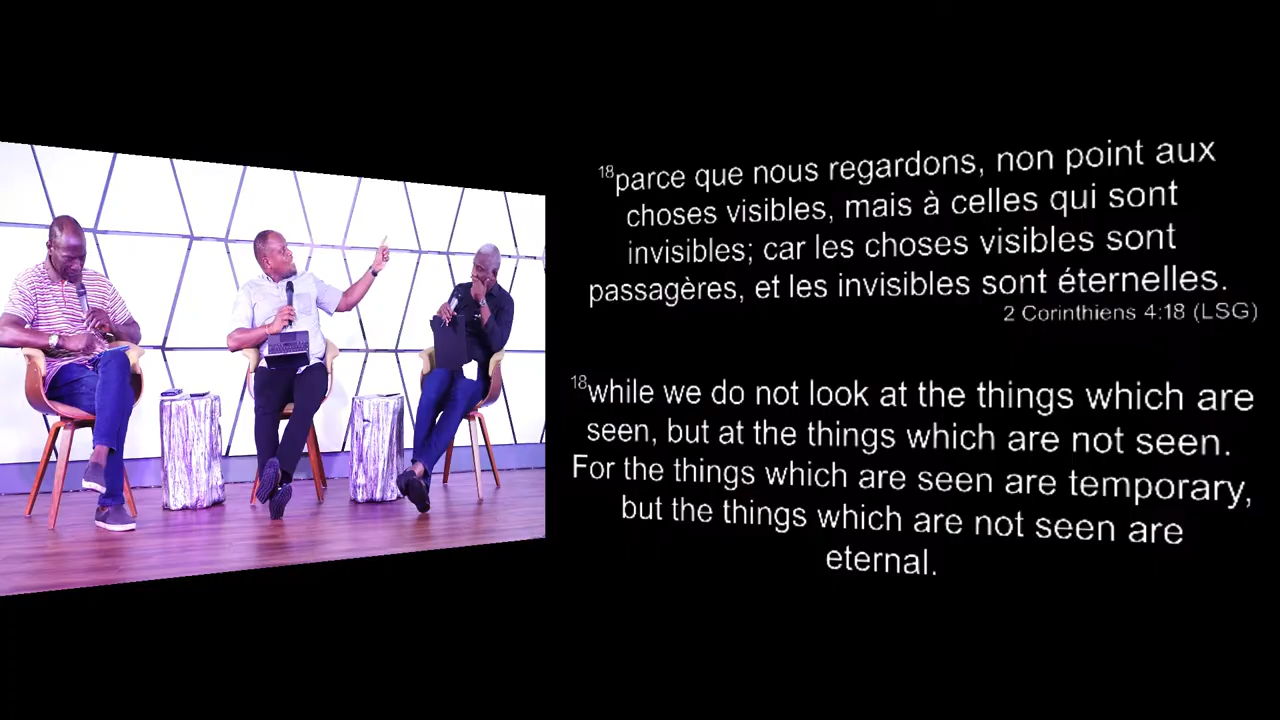 18parce que nous regardons, non point aux
choses visibles, mais à celles qui sont
invisibles; car les choses visibles sont
passagères, et les invisibles sont éternelles.
2 Corinthiens 4:18 (LSG)
18while we do not look at the things which are
seen, but at the things which are not seen.
For the things which are seen are temporary,
but the things which are not seen are
eternal.